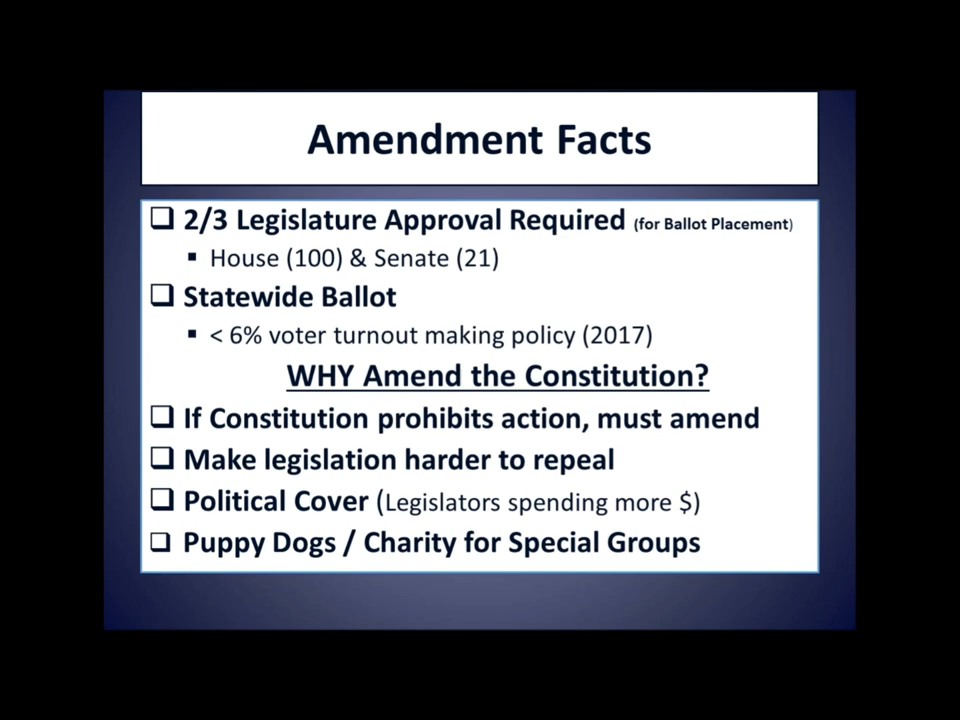 Amendment Facts
❑ 2/3 Legislature Approval Required (for Ballot Placement)
▪ House (100) & Senate (21)
❑ Statewide Ballot
▪ < 6% voter turnout making policy (2017)
WHY Amend the Constitution?
❑ If Constitution prohibits action, must amend
❑ Make legislation harder to repeal
❑ Political Cover (Legislators spending more $)
❑ Puppy Dogs / Charity for Special Groups